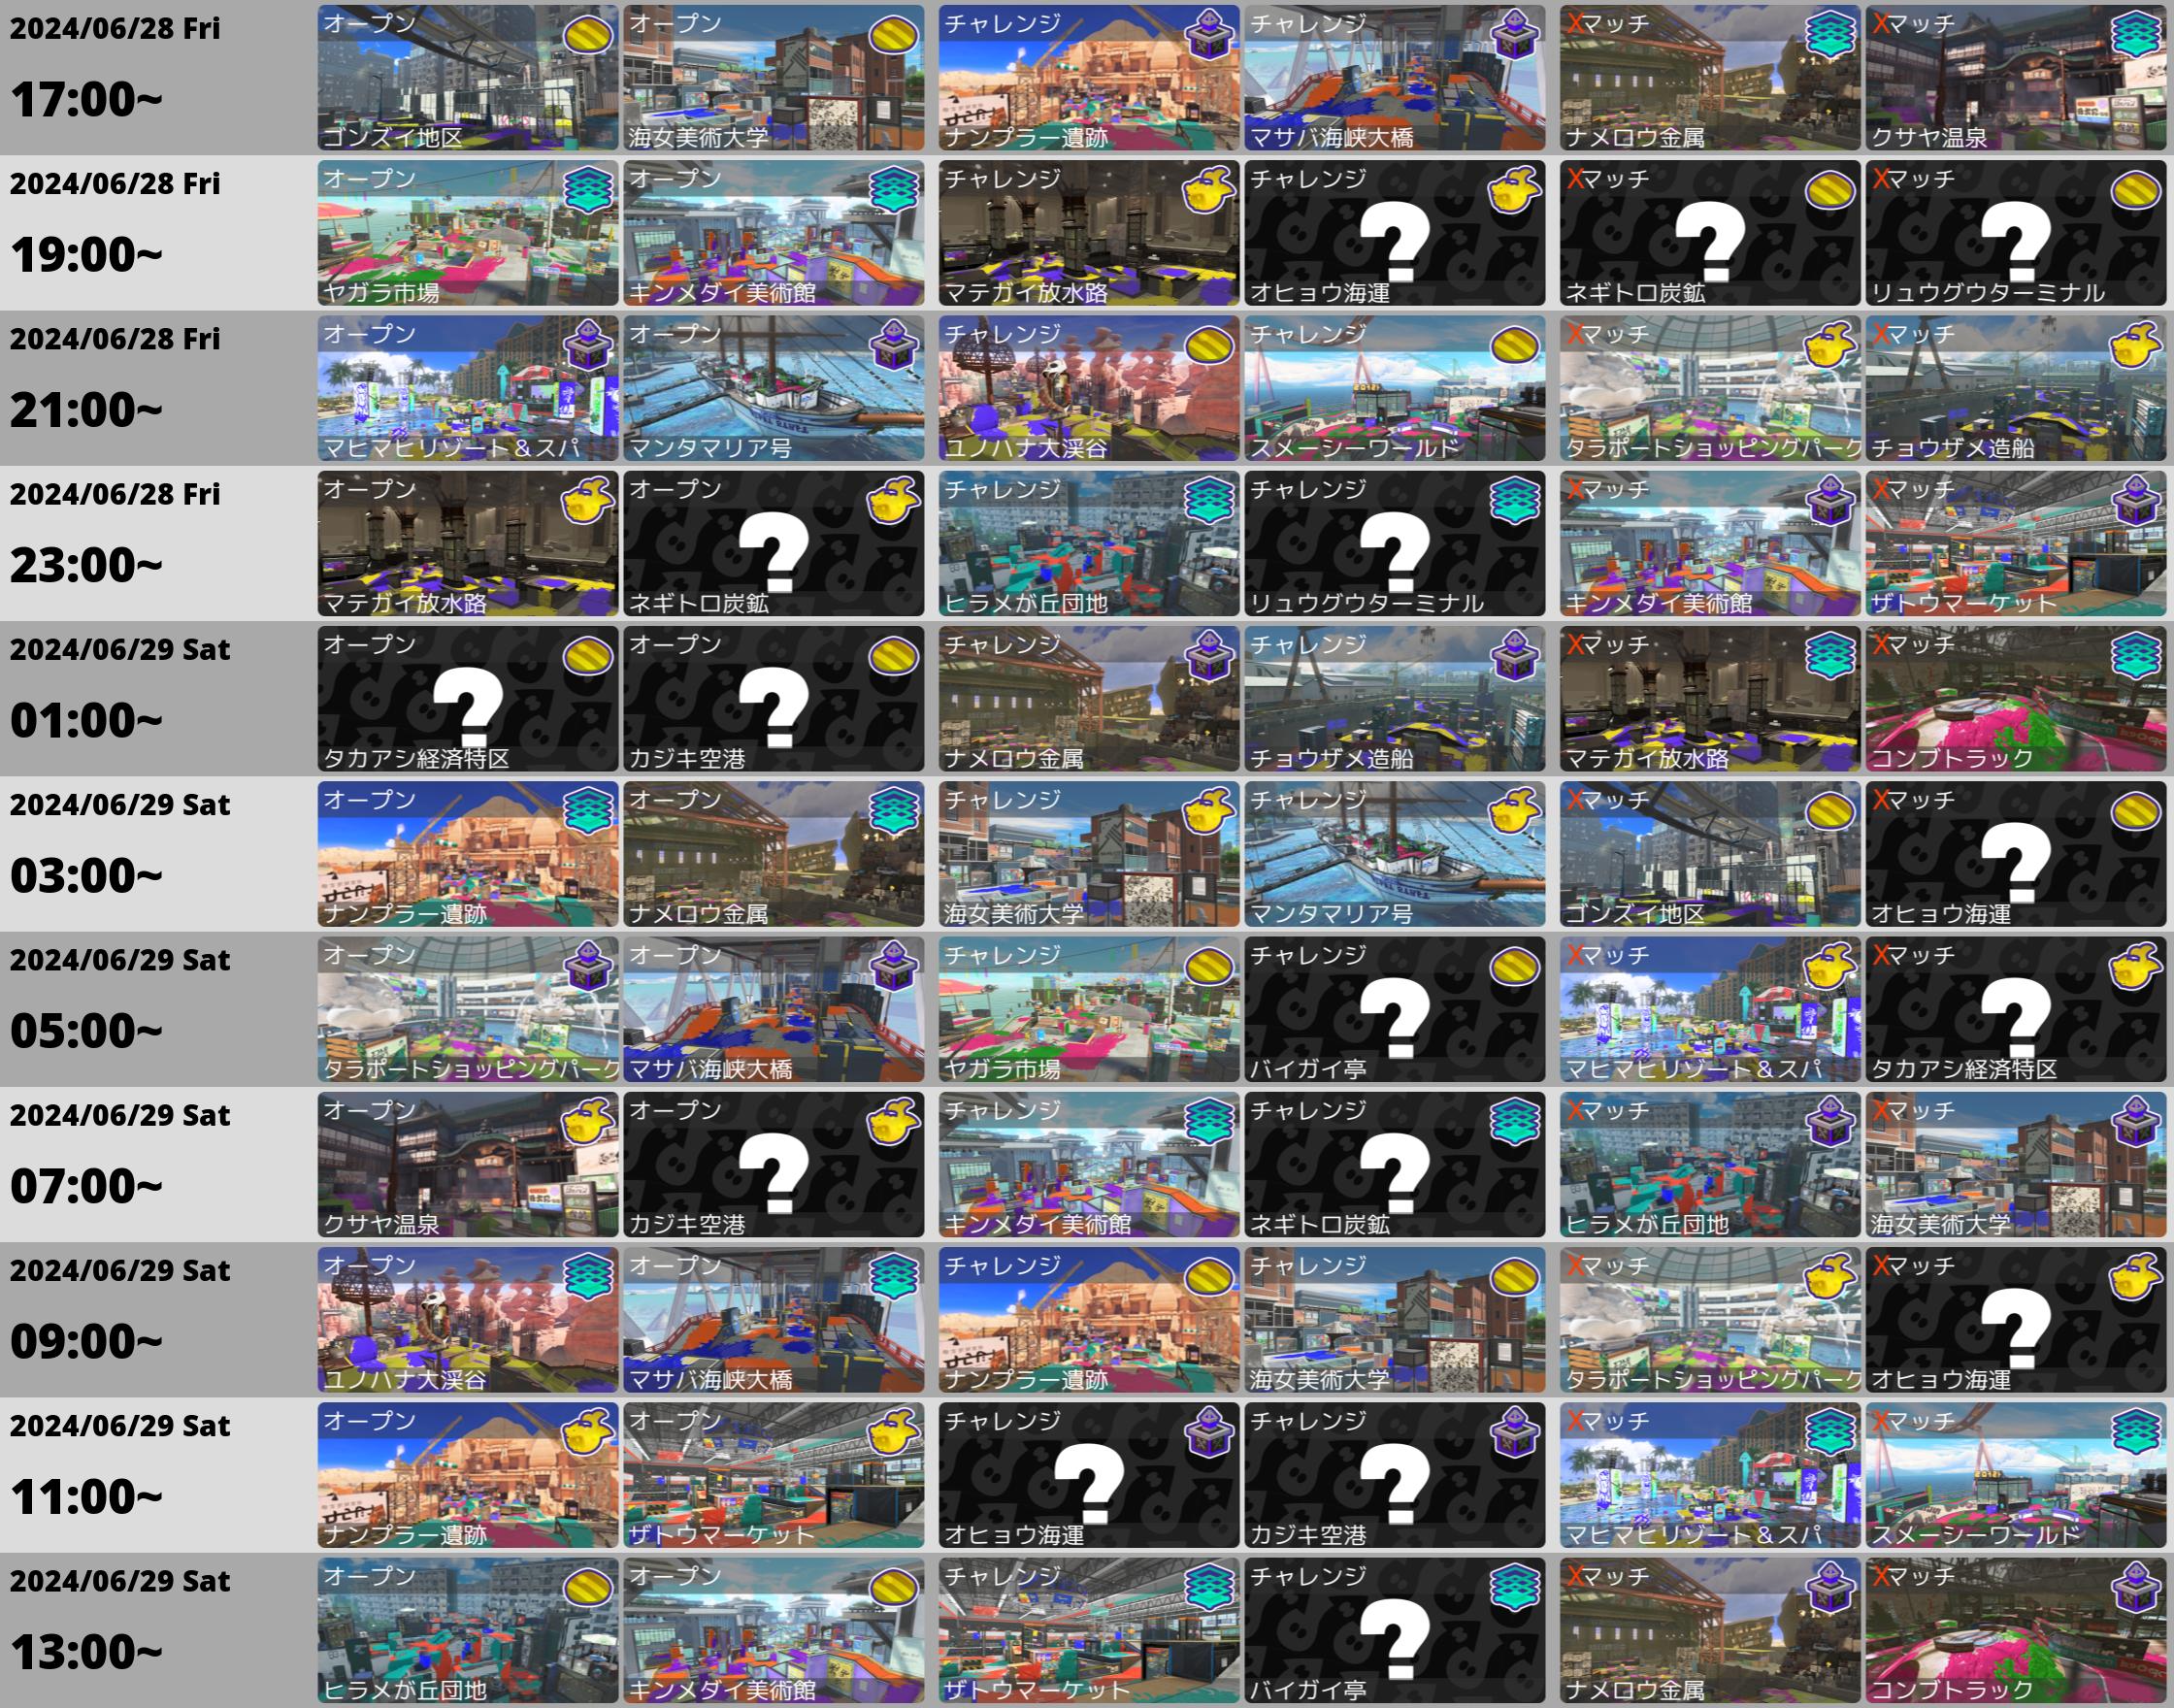 2024/06/28 Fri
17:00~
オープン
ゴンズイ地区
オープン
海女美術大学
チャレンジ
ナンプラー遺跡
チャレンジ
マサバ海峡大橋
Xマッチ
ナメロウ金属
Xマッチ
クサヤ温泉
2024/06/28 Fri
19:00~
オープン
ヤガラ市場
オープン
キンメダイ美術館
チャレンジ
マテガイ放水路
チャレンジ
?
オヒョウ海運
Xマッチ
?
ネギトロ炭鉱
Xマッチ
?
リュウグウターミナル
2024/06/28 Fri
21:00~
オープン
マヒマヒリゾート&スパ
オープン
マンタマリア号
チャレンジ
ユノハナ大渓谷
チャレンジ
スメーシーワールド
Xマッチ
タラポートショッピングパーク
Xマッチ
チョウザメ造船
2024/06/28 Fri
23:00~
オープン
マテガイ放水路
オープン
?
ネギトロ炭鉱
チャレンジ
ヒラメが丘団地
チャレンジ
?
リュウグウターミナル
Xマッチ
キンメダイ美術館
Xマッチ
ザトウマーケット
2024/06/29 Sat
01:00~
オープン
?
タカアシ経済特区
オープン
?
カジキ空港
チャレンジ
ナメロウ金属
チャレンジ
チョウザメ造船
Xマッチ
マテガイ放水路
Xマッチ
コンブトラック
2024/06/29 Sat
03:00~
オープン
ナンプラー遺跡
オープン
ナメロウ金属
チャレンジ
海女美術大学
チャレンジ
マンタマリア号
Xマッチ
ゴンズイ地区
Xマッチ
?
オヒョウ海運
2024/06/29 Sat
05:00~
オープン
タラポートショッピングパーク
オープン
マサバ海峡大橋
チャレンジ
ヤガラ市場
チャレンジ
?
バイガイ亭
Xマッチ
マヒマヒリゾート&スパ
Xマッチ
?
タカアシ経済特区
2024/06/29 Sat
07:00~
オープン
クサヤ温泉
オープン
?
カジキ空港
チャレンジ
キンメダイ美術館
チャレンジ
?
ネギトロ炭鉱
Xマッチ
ヒラメが丘団地
Xマッチ
海女美術大学
2024/06/29 Sat
09:00~
オープン
ユノハナ大渓谷
オープン
マサバ海峡大橋
チャレンジ
ナンプラー遺跡
チャレンジ
海女美術大学
Xマッチ
タラポートショッピングパーク
Xマッチ
?
オヒョウ海運
2024/06/29 Sat
11:00~
オープン
ナンプラー遺跡
オープン
ザトウマーケット
チャレンジ
?
オヒョウ海運
チャレンジ
?
カジキ空港
Xマッチ
マヒマヒリゾート&スパ
Xマッチ
スメーシーワールド
2024/06/29 Sat
13:00~
オープン
ヒラメが丘団地
オープン
キンメダイ美術館
チャレンジ
ザトウマーケット
チャレンジ
?
バイガイ亭
Xマッチ
ナメロウ金属
Xマッチ
コンブトラック